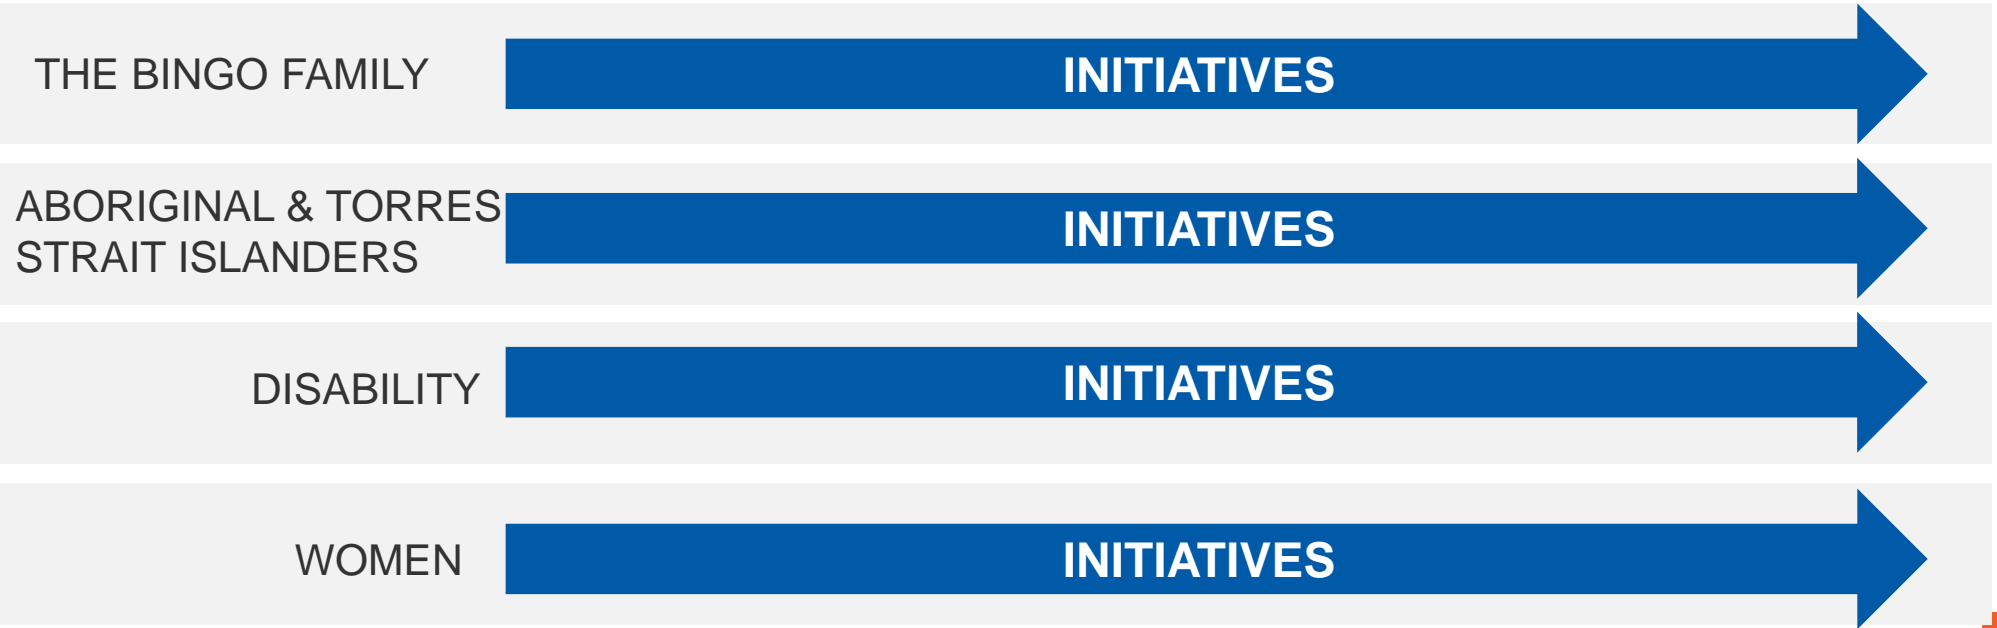 THE BINGO FAMILY
INITIATIVES
ABORIGINAL & TORRES
STRAIT ISLANDERS
INITIATIVES
DISABILITY
INITIATIVES
WOMEN
INITIATIVES